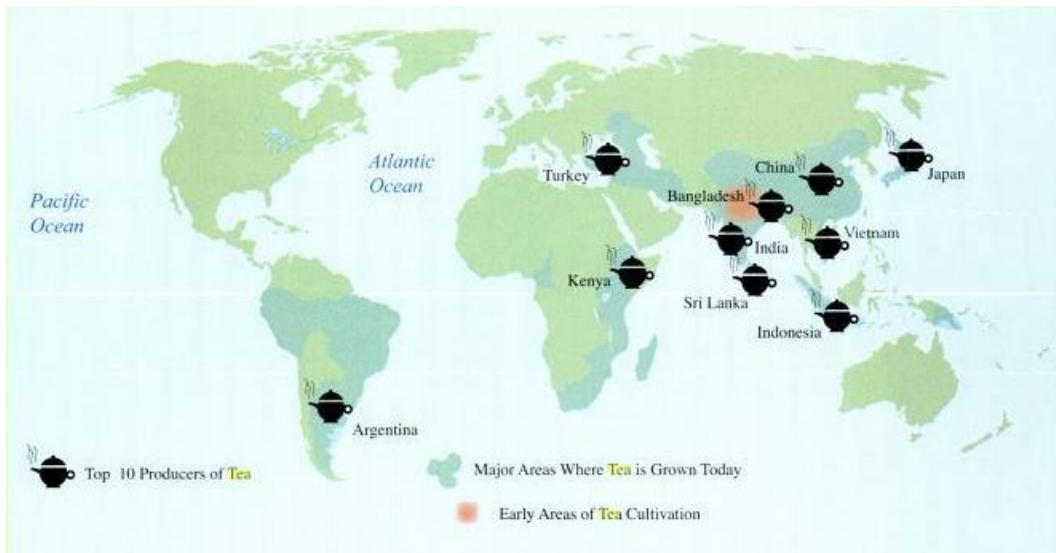 Atlantic
Ocean
Pacific
Ocean
Turkey
China
Japan
Bangladesh
Vietnam
India
Kenya
Sri Lanka
Indonesia
Argentina
Top 10 Producers of Tea
Major Areas Where Tea is Grown Today
Early Areas of Tea Cultivation